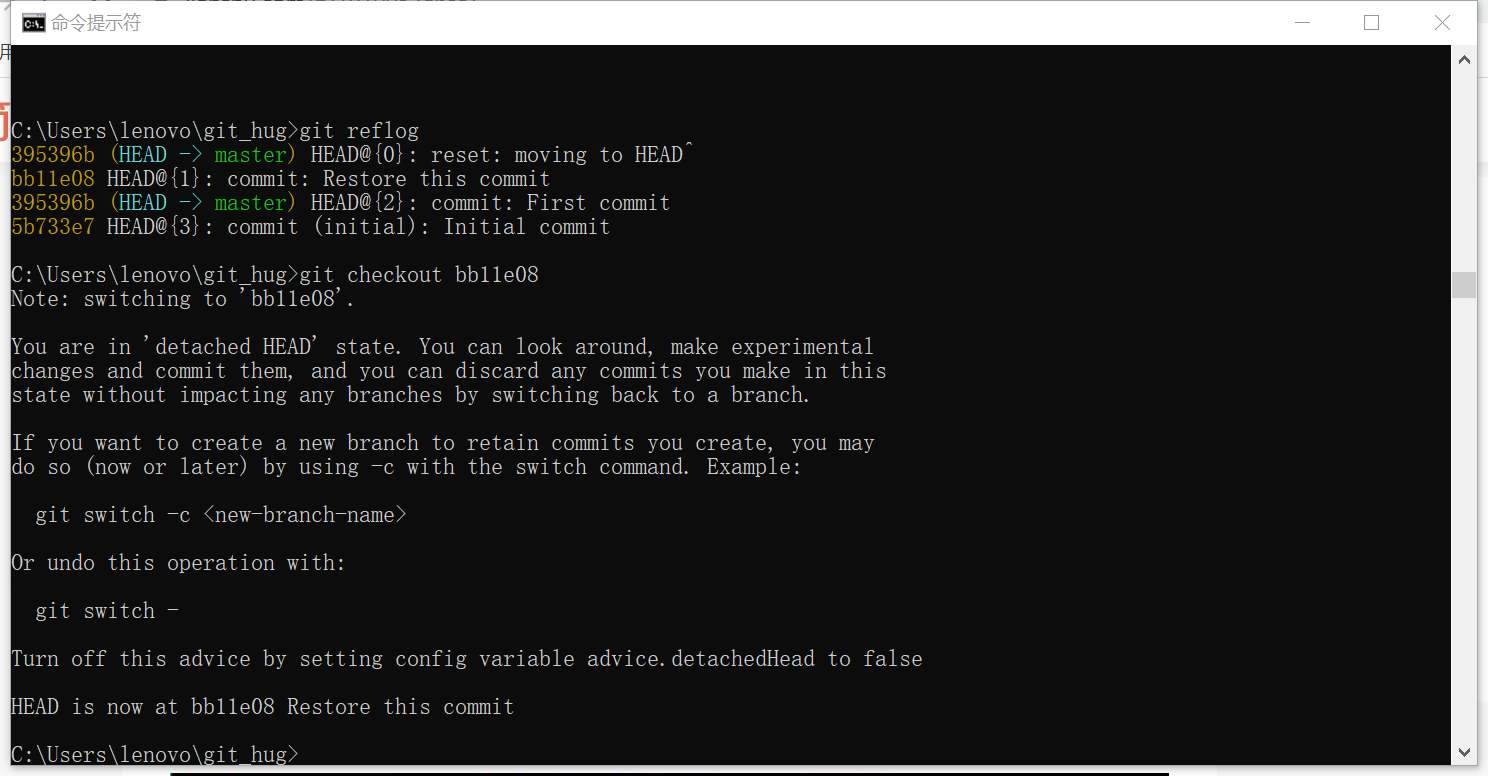 命令提示符
C:\Users\lenovo\git_hug>git reflog
395396b (HEAD -> master) HEAD@{0}: reset: moving to HEAD^
bb11e08 HEAD@{1}: commit: Restore this commit
395396b (HEAD -> master) HEAD@{2}: commit: First commit
5b733e7 HEAD@{3}: commit (initial): Initial commit
C:\Users\lenovo\git_hug>git checkout bb11e08
Note: switching to 'bb11e08'.
You are in 'detached HEAD' state. You can look around, make experimental
changes and commit them, and you can discard any commits you make in this
state without impacting any branches by switching back to a branch.
If you want to create a new branch to retain commits you create, you may
do so (now or later) by using -c with the switch command. Example:
git switch -c <new-branch-name>
Or undo this operation with:
git switch -
Turn off this advice by setting config variable advice.detachedHead to false
HEAD is now at bb11e08 Restore this commit
C:\Users\lenovo\git_hug>